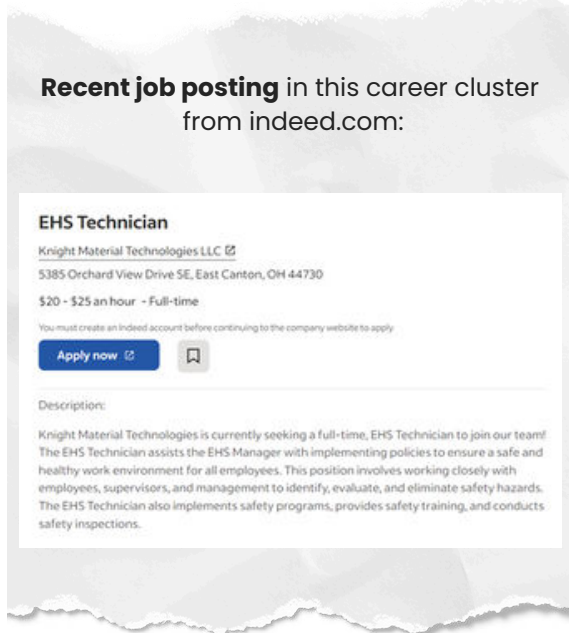 Recent job posting in this career cluster
from indeed.com:
EHS Technician
Knight Material Technologies LLC
5385 Orchard View Drive SE, East Canton, OH 44730
$20 - $25 an hour - Full-time
You must create an Indeed account before continuing to the company website to apply
Apply now
Description:
Knight Material Technologies is currently seeking a full-time, EHS Technician to join our team!
The EHS Technician assists the EHS Manager with implementing policies to ensure a safe and
healthy work environment for all employees. This position involves working closely with
employees, supervisors, and management to identify, evaluate, and eliminate safety hazards.
The EHS Technician also implements safety programs, provides safety training, and conducts
safety inspections.